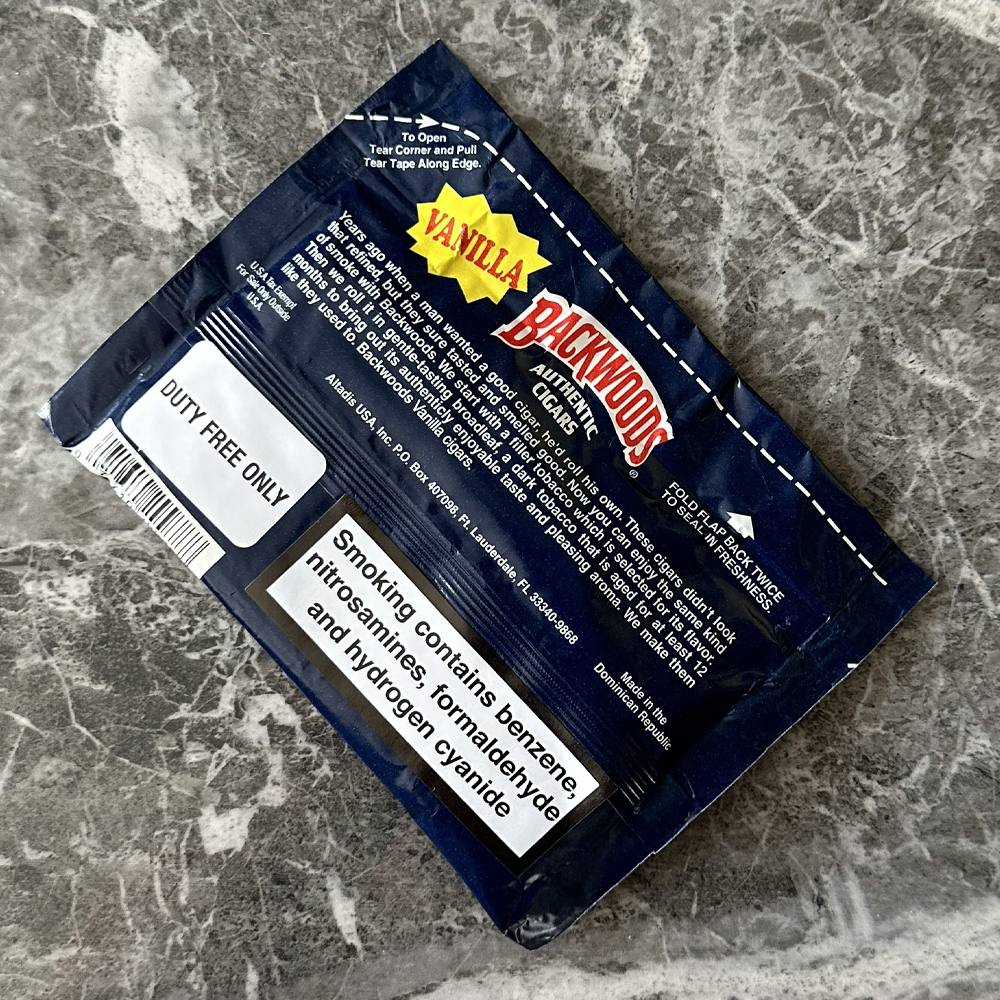 To Open
Tear Corner and Pull
Tear Tape Along Edge.
VANILLA
BACKWOODS®
AUTHENTIC
CIGARS
FOLD FLAP BACK TWICE
TO SEAL IN FRESHNESS.
Years ago when a man wanted a good cigar, he'd roll his own. These cigars didn't look
that refined, but they sure tasted and smelled good. Now you can enjoy the same kind
of smoke with Backwoods. We start with a filler tobacco which is selected for its flavor.
Then we roll it in gentle-tasting broadleaf, a dark tobacco that is aged for at least 12
months to bring out its authenticly enjoyable taste and pleasing aroma. We make them
like they used to. Backwoods Vanilla cigars.
U.S.A. Tax Exempt
For Sale Only Outside
U.S.A.
Altadis USA, Inc. P.O. Box 407098, Ft. Lauderdale, FL 33340-9868
Made in the
Dominican Republic
DUTY FREE ONLY
Smoking contains benzene,
nitrosamines, formaldehyde
and hydrogen cyanide